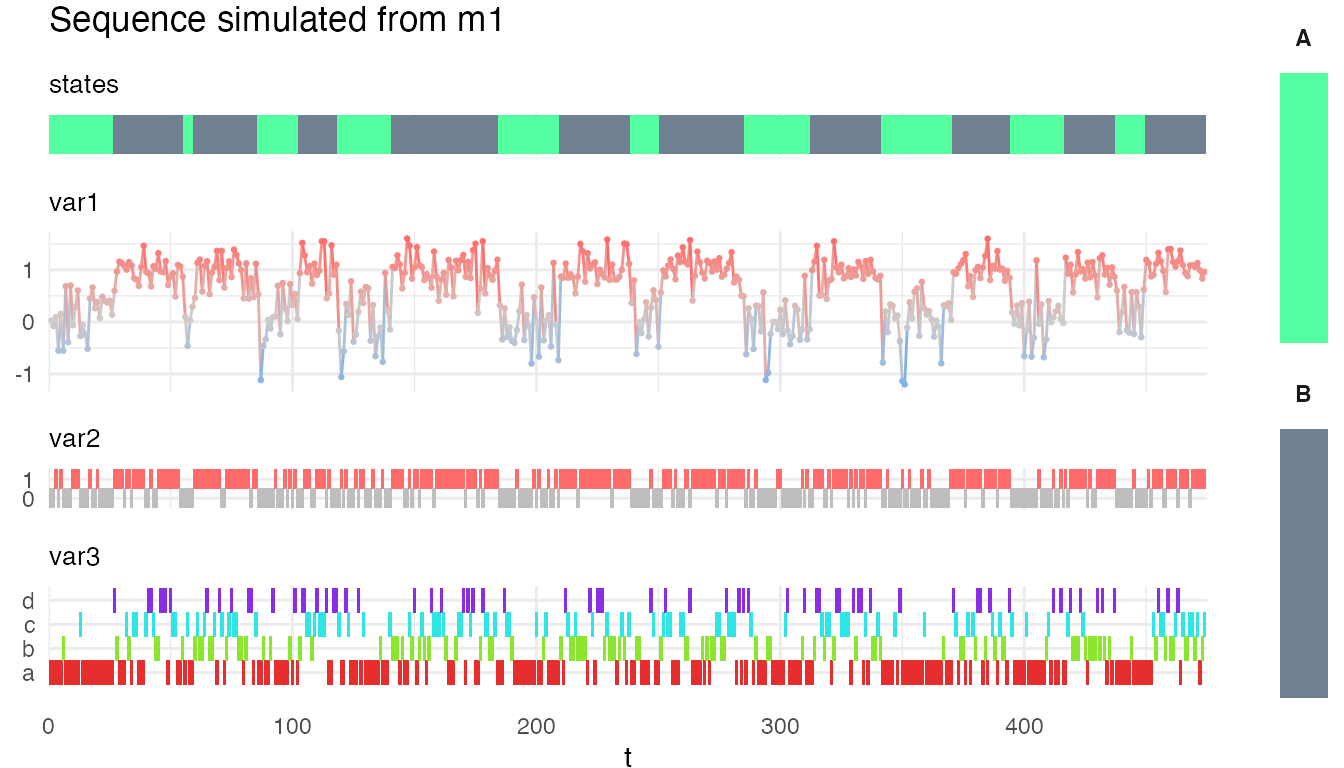 Sequence simulated from m1
states
A
var1
1
0
-1
B
var2
1
0
var3
d
c
b
a
0 100 200 300 400
t